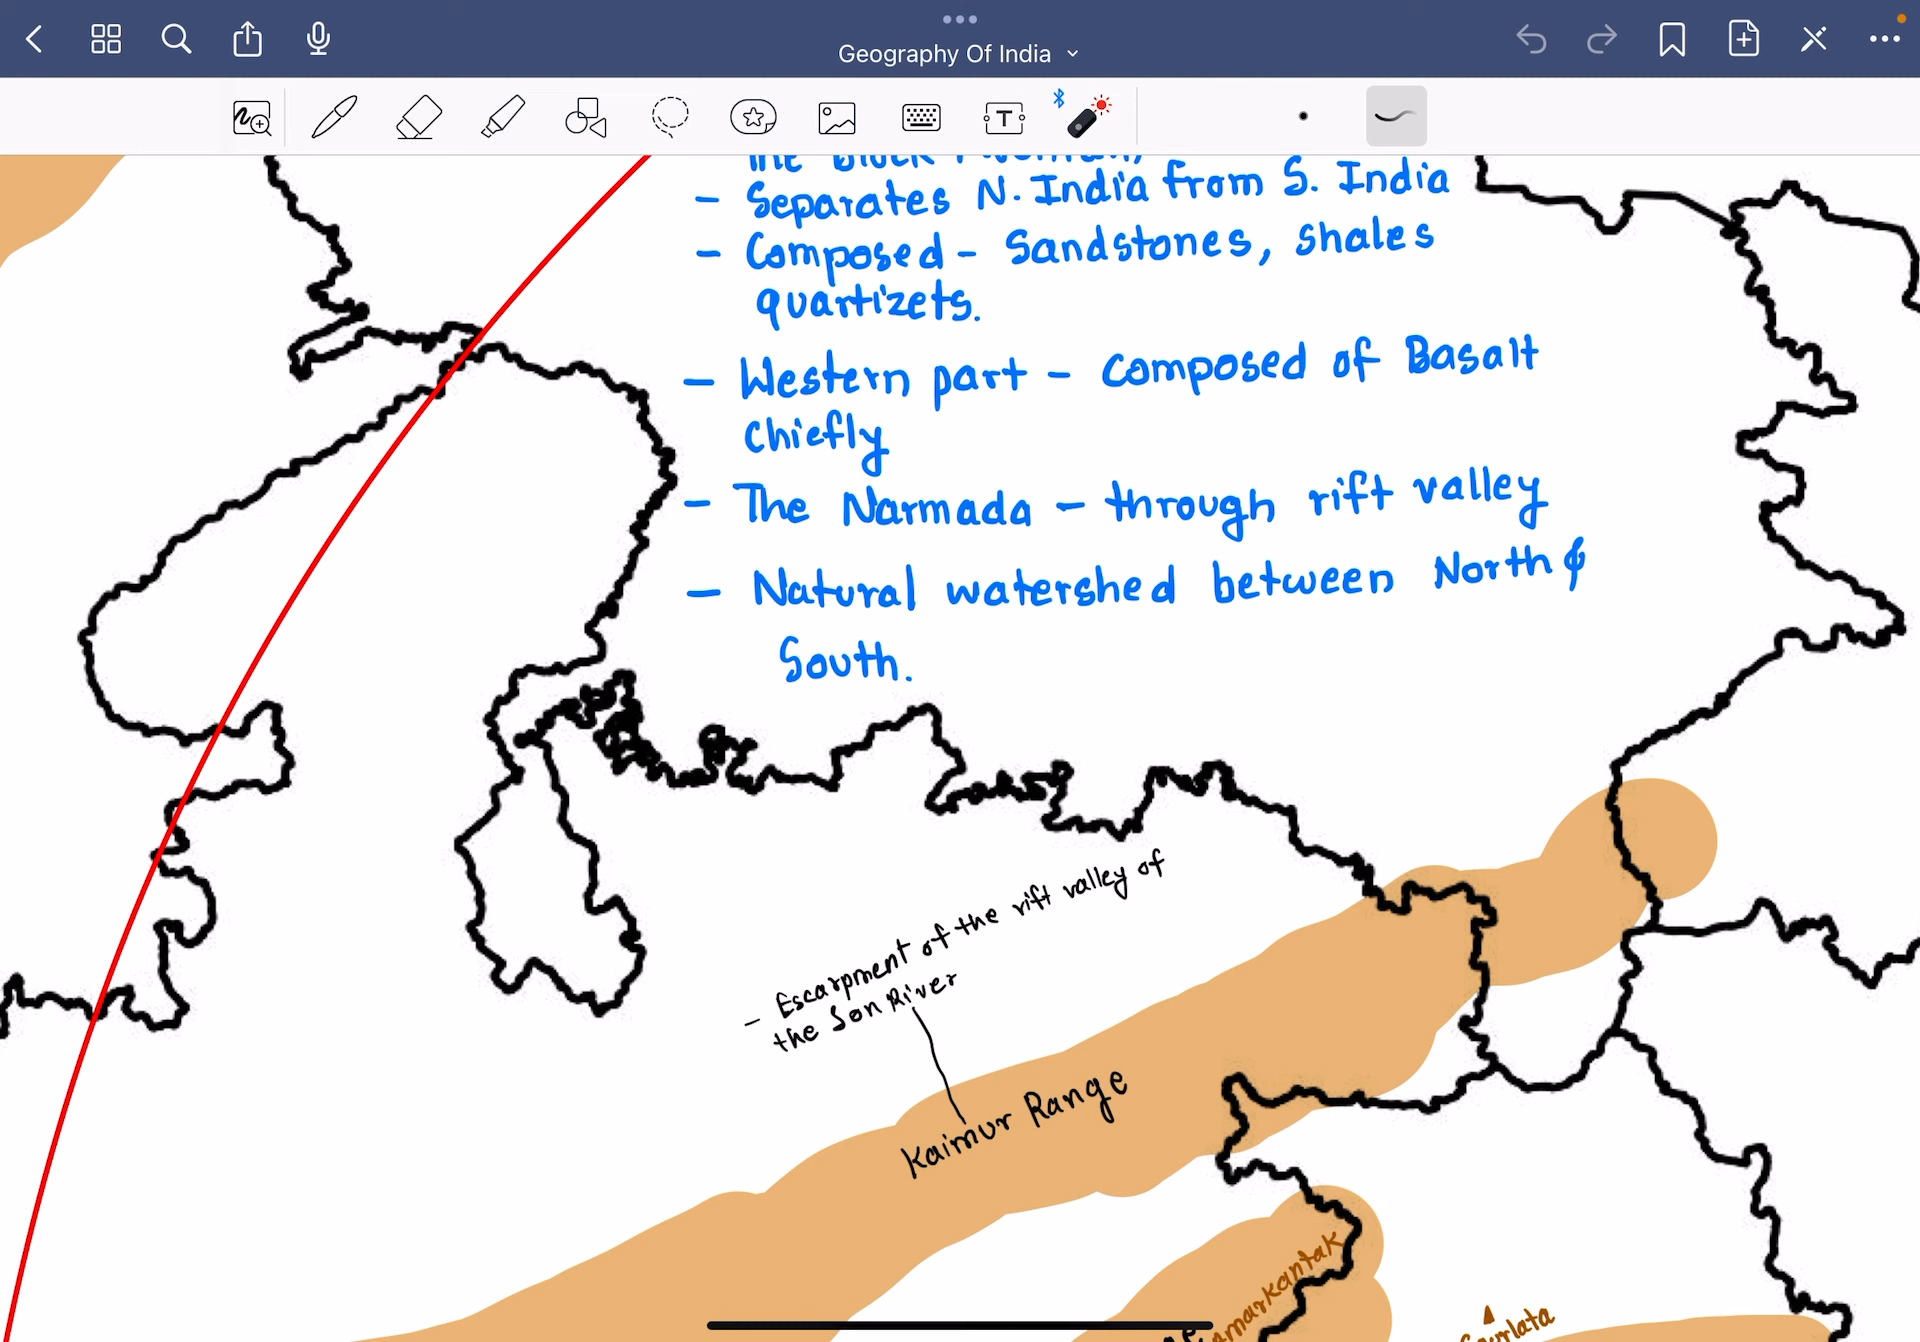 Geography Of India
T
- Separates N. India from S. India
- Composed - Sandstones, shales
quartizets.
- Western part - composed of Basalt
chiefly
- The Narmada - through rift valley
- Natural watershed between North &
South.
- Escarpment of the rift valley of
the Son River
Kaimur Range